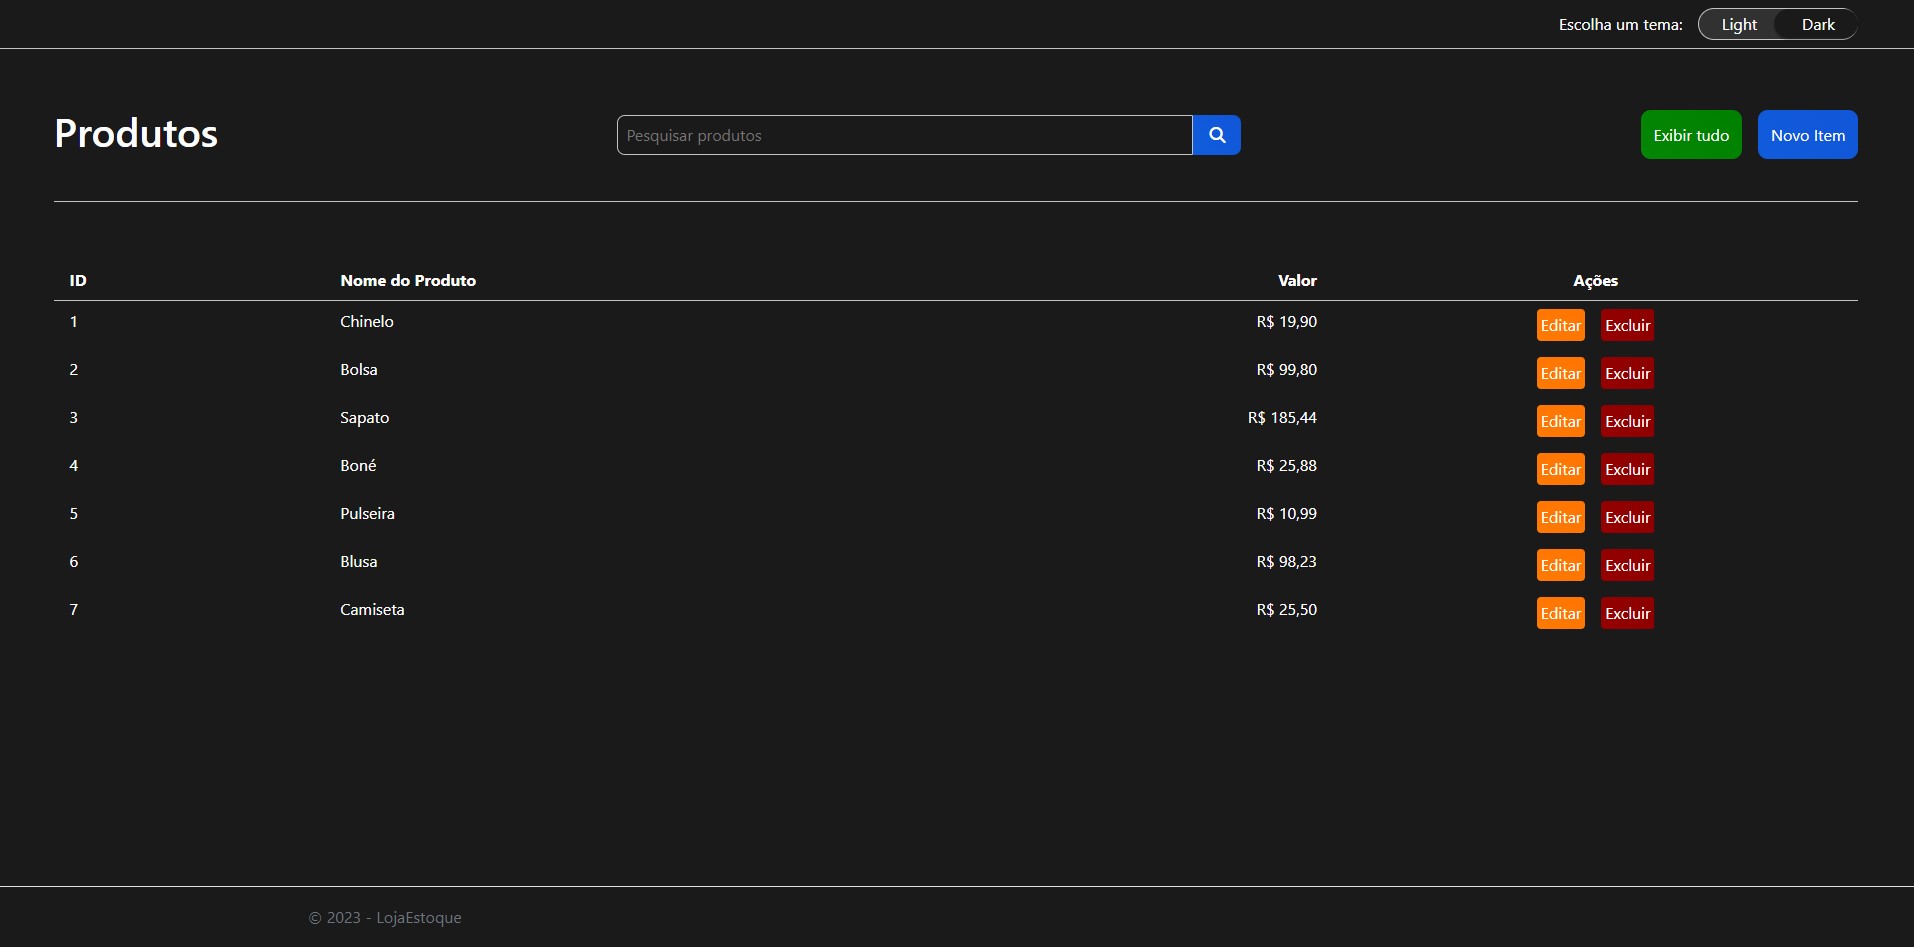 Escolha um tema: Light Dark
Produtos Pesquisar produtos Exibir tudo Novo Item
ID Nome do Produto Valor Ações
1 Chinelo R$ 19,90 Editar Excluir
2 Bolsa R$ 99,80 Editar Excluir
3 Sapato R$ 185,44 Editar Excluir
4 Boné R$ 25,88 Editar Excluir
5 Pulseira R$ 10,99 Editar Excluir
6 Blusa R$ 98,23 Editar Excluir
7 Camiseta R$ 25,50 Editar Excluir
© 2023 - LojaEstoque